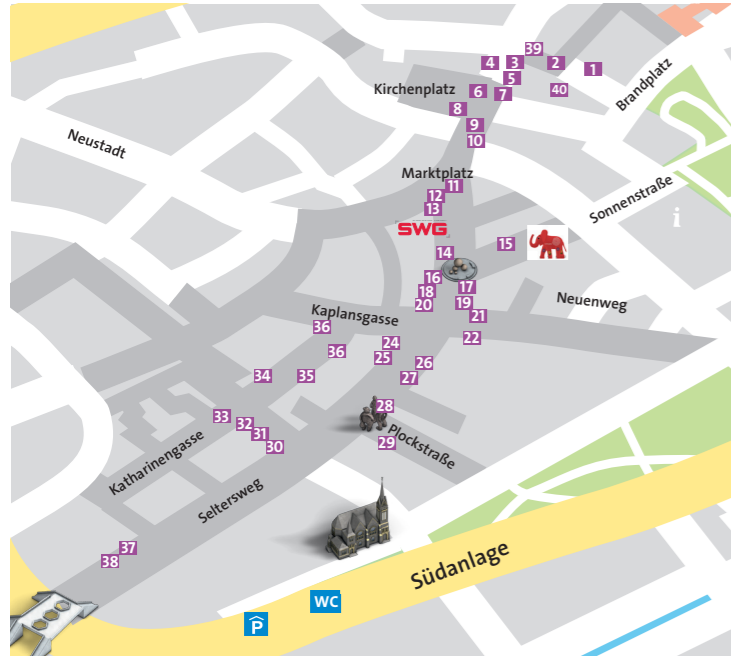 39
4
3
2
1
5
Brandplatz
Kirchenplatz
6
7
40
8
9
Neustadt
10
Marktplatz
11
12
Sonnenstraße
13
SWG
i
15
14
16
17
18
19
Neuenweg
20
Kaplansgasse
21
36
22
24
36
25
26
34
35
27
28
33
32
31
29
30
Plockstraße
Katharinengasse
Seltersweg
37
38
Südanlage
WC
P